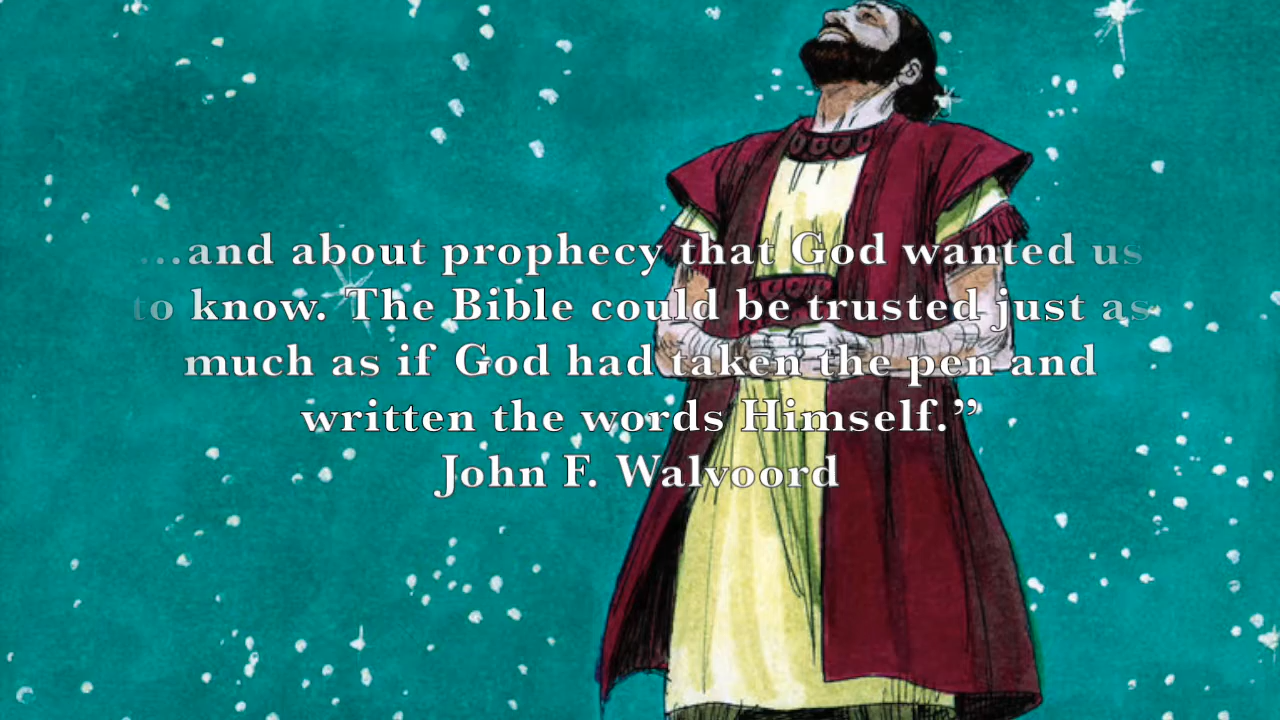 ...and about prophecy that God wanted us
to know. The Bible could be trusted just as
much as if God had taken the pen and
written the words Himself.”
John F. Walvoord